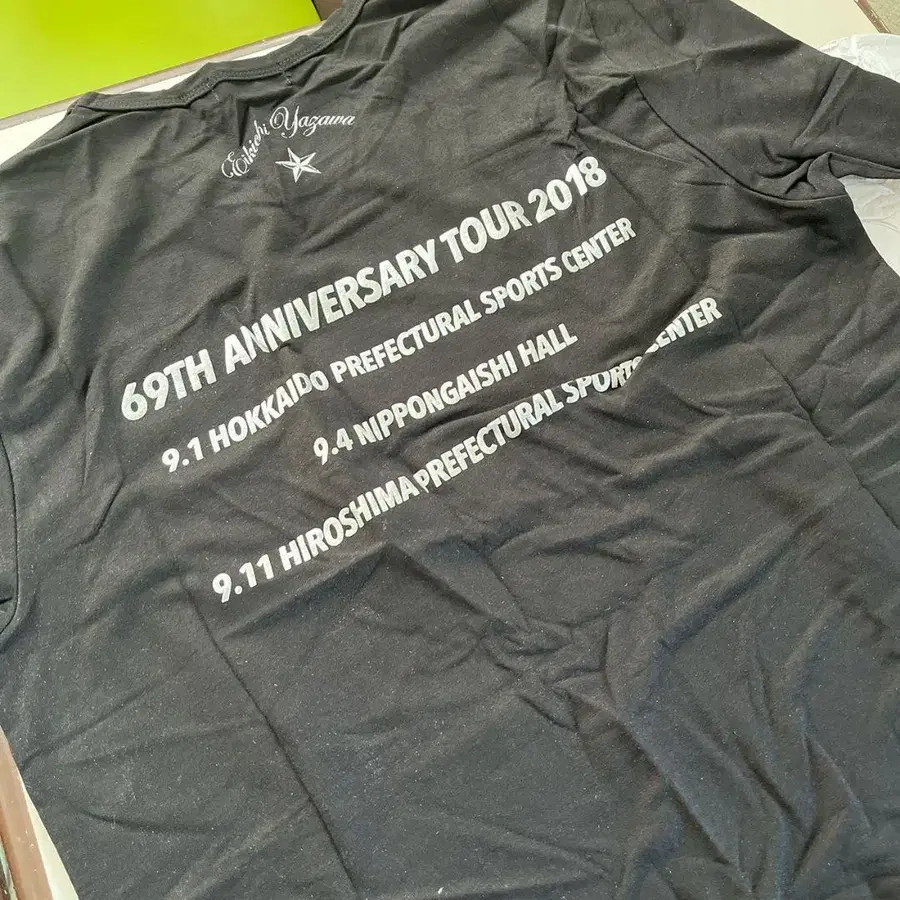 Eikichi Yazawa
69TH ANNIVERSARY TOUR 2018
9.1 HOKKAIDO PREFECTURAL SPORTS CENTER
9.4 NIPPONGAISHI HALL
9.11 HIROSHIMA PREFECTURAL SPORTS CENTER